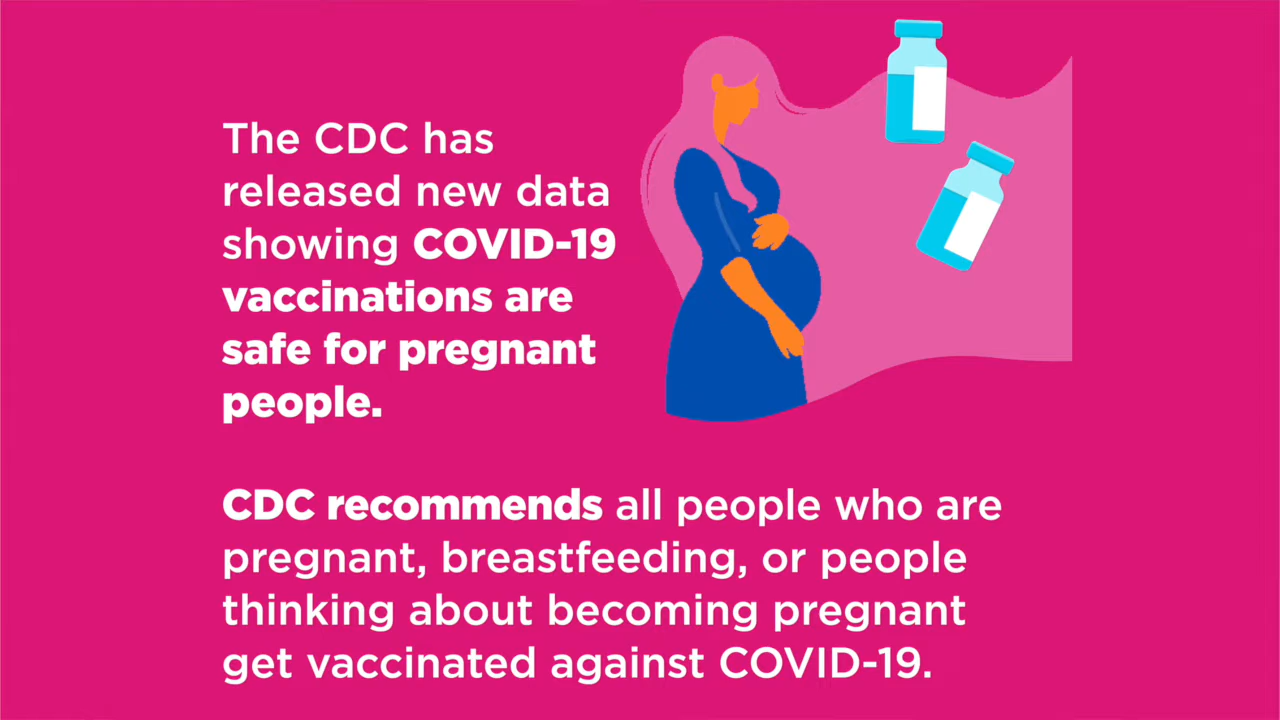 The CDC has
released new data
showing COVID-19
vaccinations are
safe for pregnant
people.
CDC recommends all people who are
pregnant, breastfeeding, or people
thinking about becoming pregnant
get vaccinated against COVID-19.